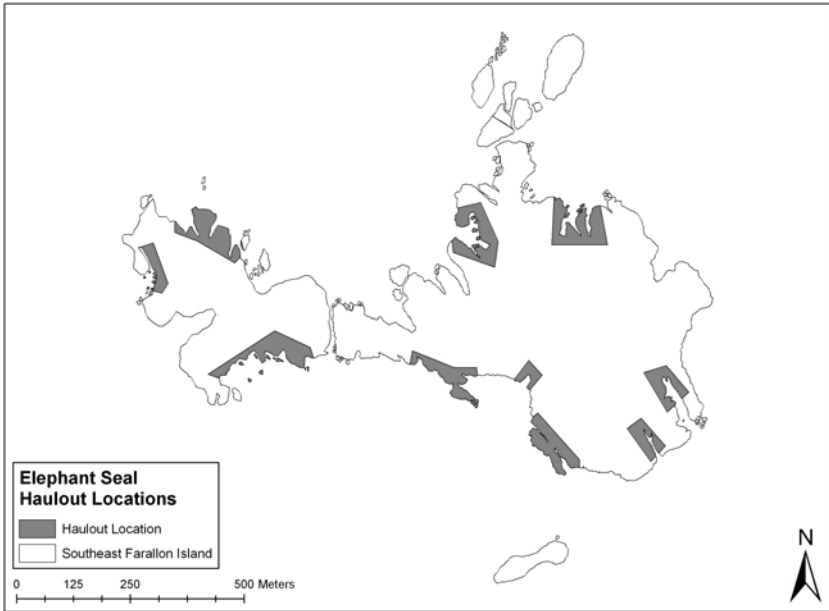 Elephant Seal
Haulout Locations
Haulout Location
Southeast Farallon Island
0 125 250 500 Meters
N